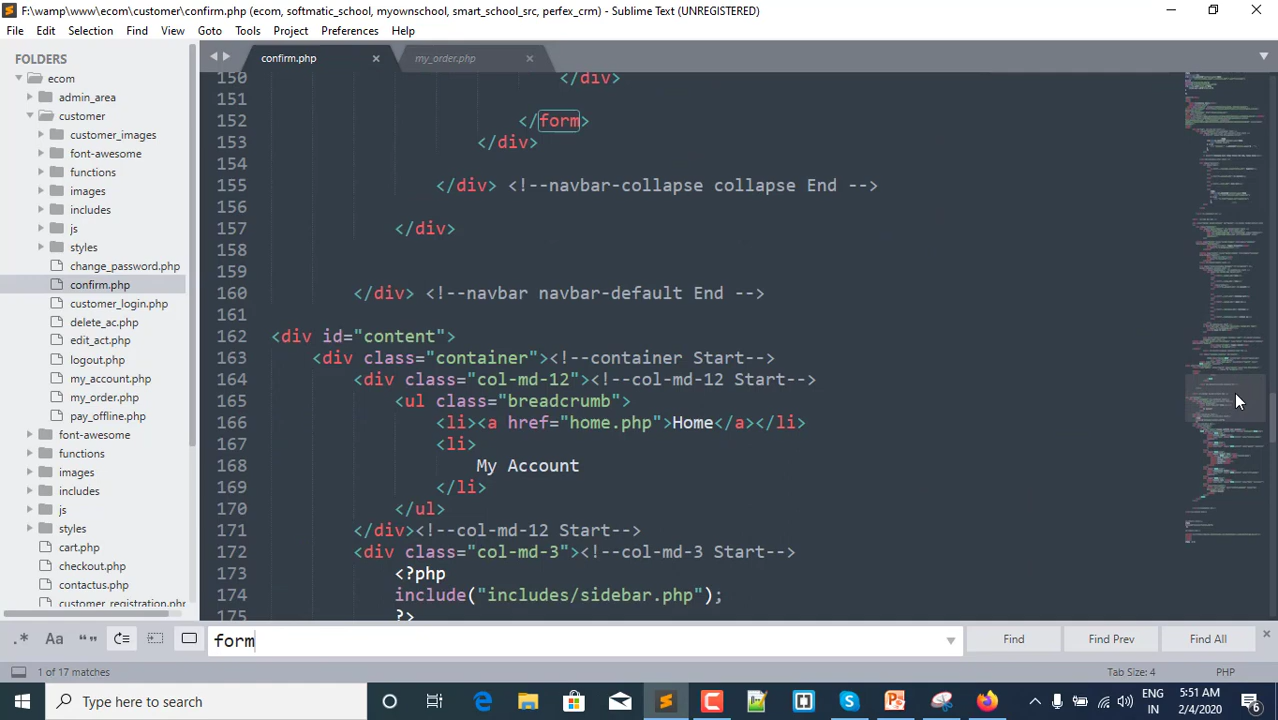 F:\wamp\www\ecom\customer\confirm.php (ecom, softmatic_school, myownschool, smart_school_src, perfex_crm) - Sublime Text (UNREGISTERED)
File Edit Selection Find View Goto Tools Project Preferences Help
FOLDERS
ecom
admin_area
customer
customer_images
font-awesome
functions
images
includes
js
styles
change_password.php
confirm.php
customer_login.php
delete_ac.php
edit_act.php
logout.php
my_account.php
my_order.php
pay_offline.php
font-awesome
functions
images
includes
js
styles
cart.php
checkout.php
contactus.php
customer_registration.php
confirm.php my_order.php
150 </div>
151
152 </form>
153 </div>
154
155 </div> <!--navbar-collapse collapse End -->
156
157 </div>
158
159
160 </div> <!--navbar navbar-default End -->
161
162 <div id="content">
163 <div class="container"><!--container Start-->
164 <div class="col-md-12"><!--col-md-12 Start-->
165 <ul class="breadcrumb">
166 <li><a href="home.php">Home</a></li>
167 <li>
168 My Account
169 </li>
170 </ul>
171 </div><!--col-md-12 Start-->
172 <div class="col-md-3"><!--col-md-3 Start-->
173 <?php
174 include("includes/sidebar.php");
175 ?>
.* Aa “” form Find Find Prev Find All
1 of 17 matches Tab Size: 4 PHP
Type here to search
ENG
IN
5:51 AM
2/4/2020
6